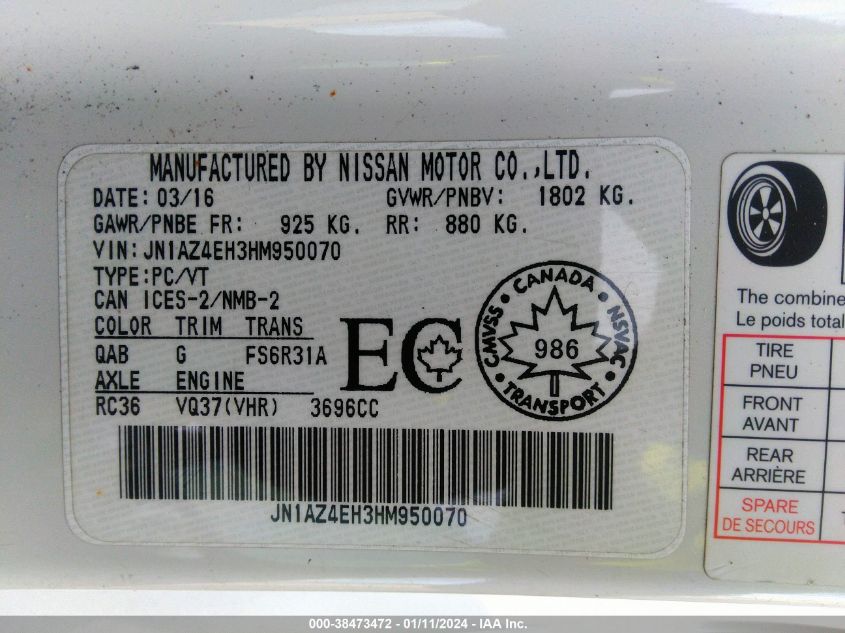 MANUFACTURED BY NISSAN MOTOR CO.,LTD.
DATE: 03/16 GVWR/PNBV: 1802 KG.
GAWR/PNBE FR: 925 KG. RR: 880 KG.
VIN: JN1AZ4EH3HM950070
TYPE:PC/VT
CAN ICES-2/NMB-2
COLOR TRIM TRANS
QAB G FS6R31A
AXLE ENGINE
RC36 VQ37(VHR) 3696CC
EC
CANADA
CMVSS • NSVAC
986
TRANSPORT
JN1AZ4EH3HM950070
The combine
Le poids total
TIRE
PNEU
FRONT
AVANT
REAR
ARRIÈRE
SPARE
DE SECOURS
000-38473472 - 01/11/2024 - IAA Inc.